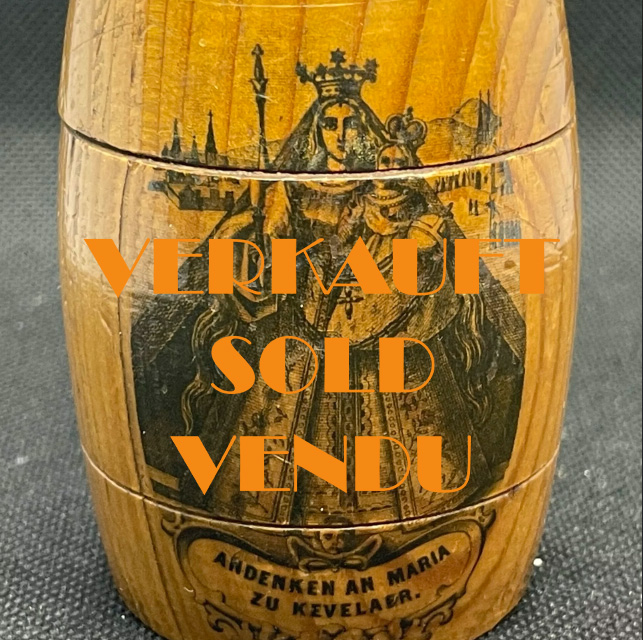 VERKAUFT
SOLD
VENDU
ANDENKEN AN MARIA
ZU KEVELAER.